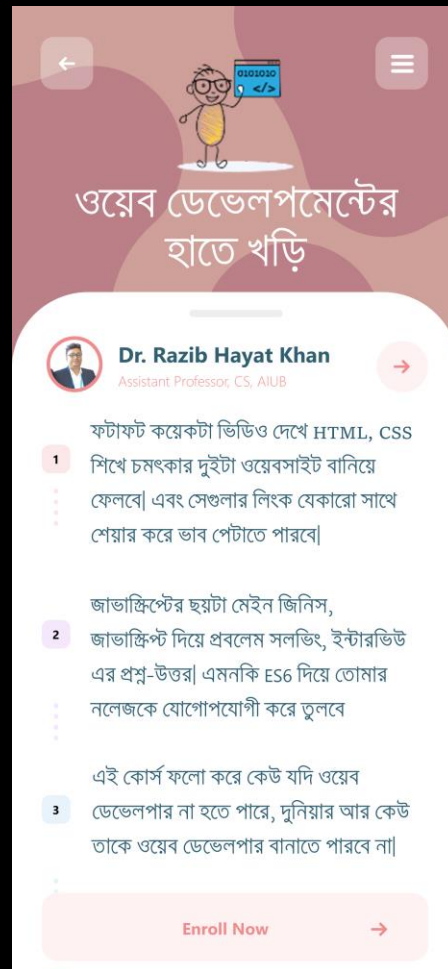 0101010
</>
ওয়েব ডেভেলপমেন্টের
হাতে খড়ি
Dr. Razib Hayat Khan
Assistant Professor, CS, AIUB
1
ফটাফট কয়েকটা ভিডিও দেখে HTML, CSS
শিখে চমৎকার দুইটা ওয়েবসাইট বানিয়ে
ফেলবে| এবং সেগুলার লিংক যেকারো সাথে
শেয়ার করে ভাব পেটাতে পারবে|
2
জাভাস্ক্রিপ্টের ছয়টা মেইন জিনিস,
জাভাস্ক্রিপ্ট দিয়ে প্রবলেম সলভিং, ইন্টারভিউ
এর প্রশ্ন-উত্তর| এমনকি ES6 দিয়ে তোমার
নলেজকে যোগোপযোগী করে তুলবে
3
এই কোর্স ফলো করে কেউ যদি ওয়েব
ডেভেলপার না হতে পারে, দুনিয়ার আর কেউ
তাকে ওয়েব ডেভেলপার বানাতে পারবে না|
Enroll Now